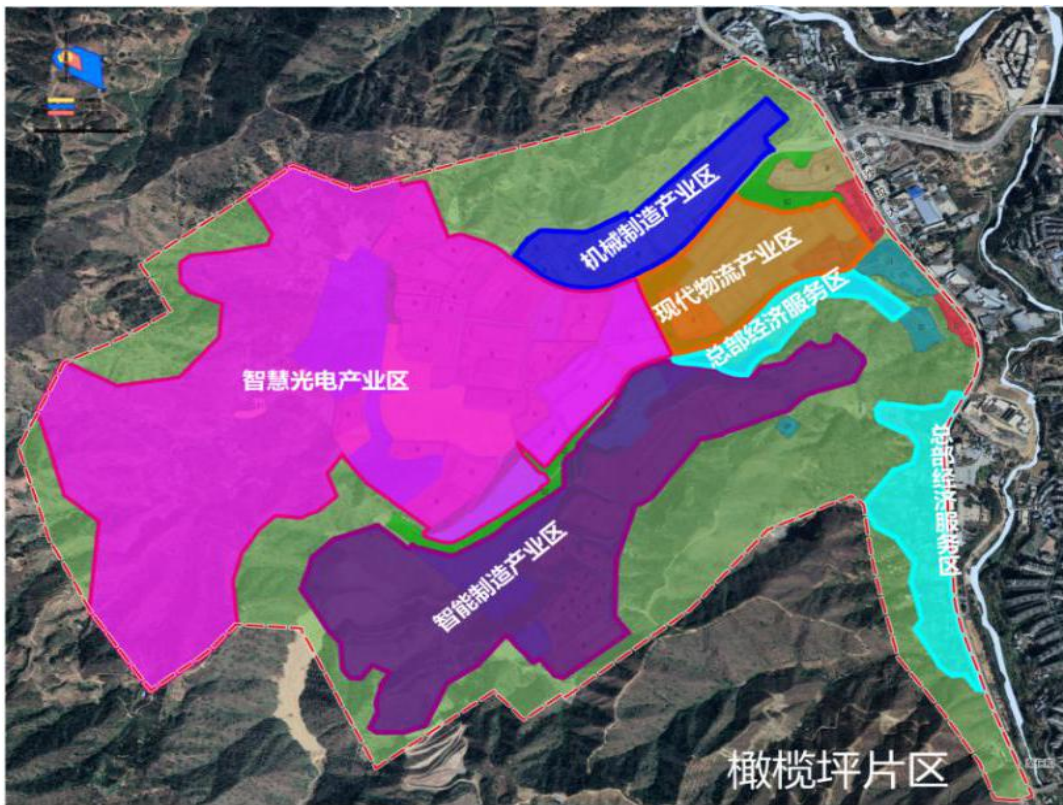 机械制造产业区
现代物流产业区
总部经济服务区
智慧光电产业区
总部经济服务区
智能制造产业区
橄榄坪片区